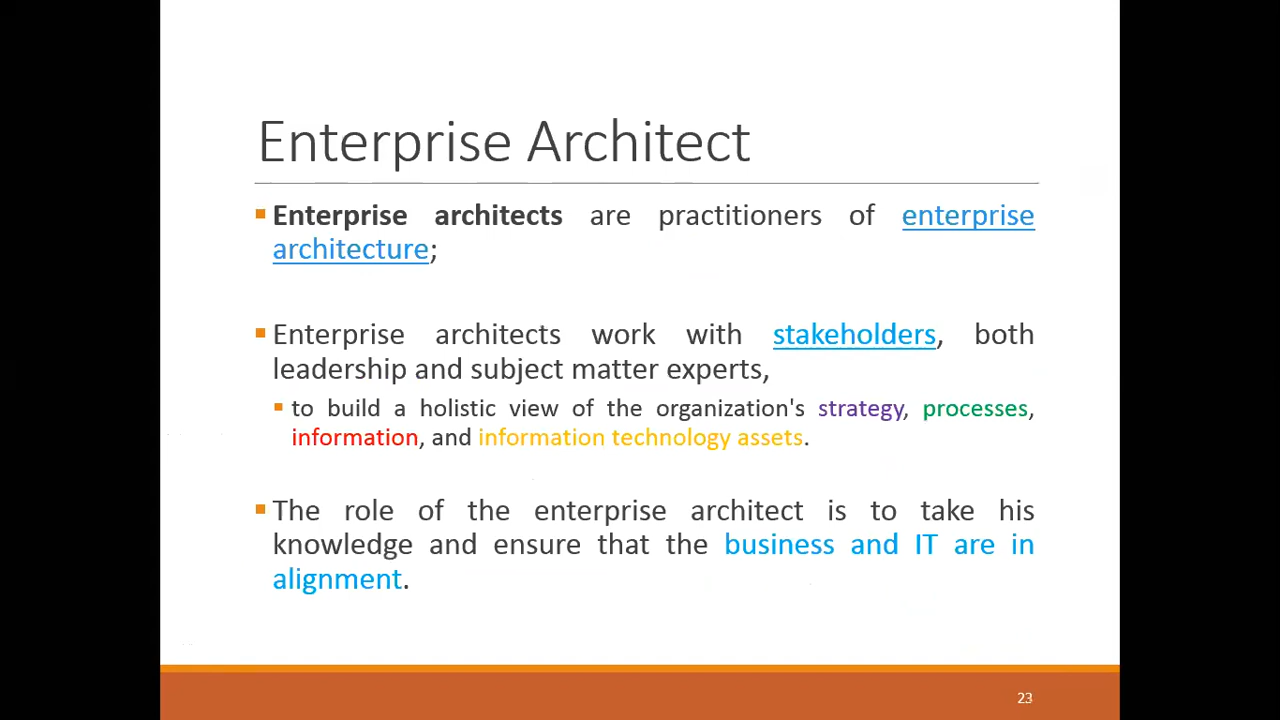 Enterprise Architect
▪ Enterprise architects are practitioners of enterprise
architecture;
▪ Enterprise architects work with stakeholders, both
leadership and subject matter experts,
▪ to build a holistic view of the organization's strategy, processes,
information, and information technology assets.
▪ The role of the enterprise architect is to take his
knowledge and ensure that the business and IT are in
alignment.
23